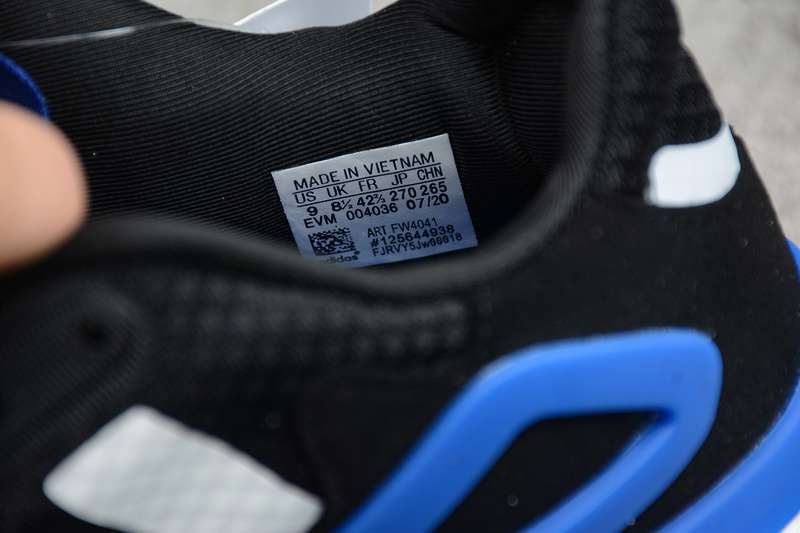 MADE IN VIETNAM
US UK FR JP CHN
9 8½ 42⅔ 270 265
EVM 004036 07/20
ART FW4041
#125644938
adidas®